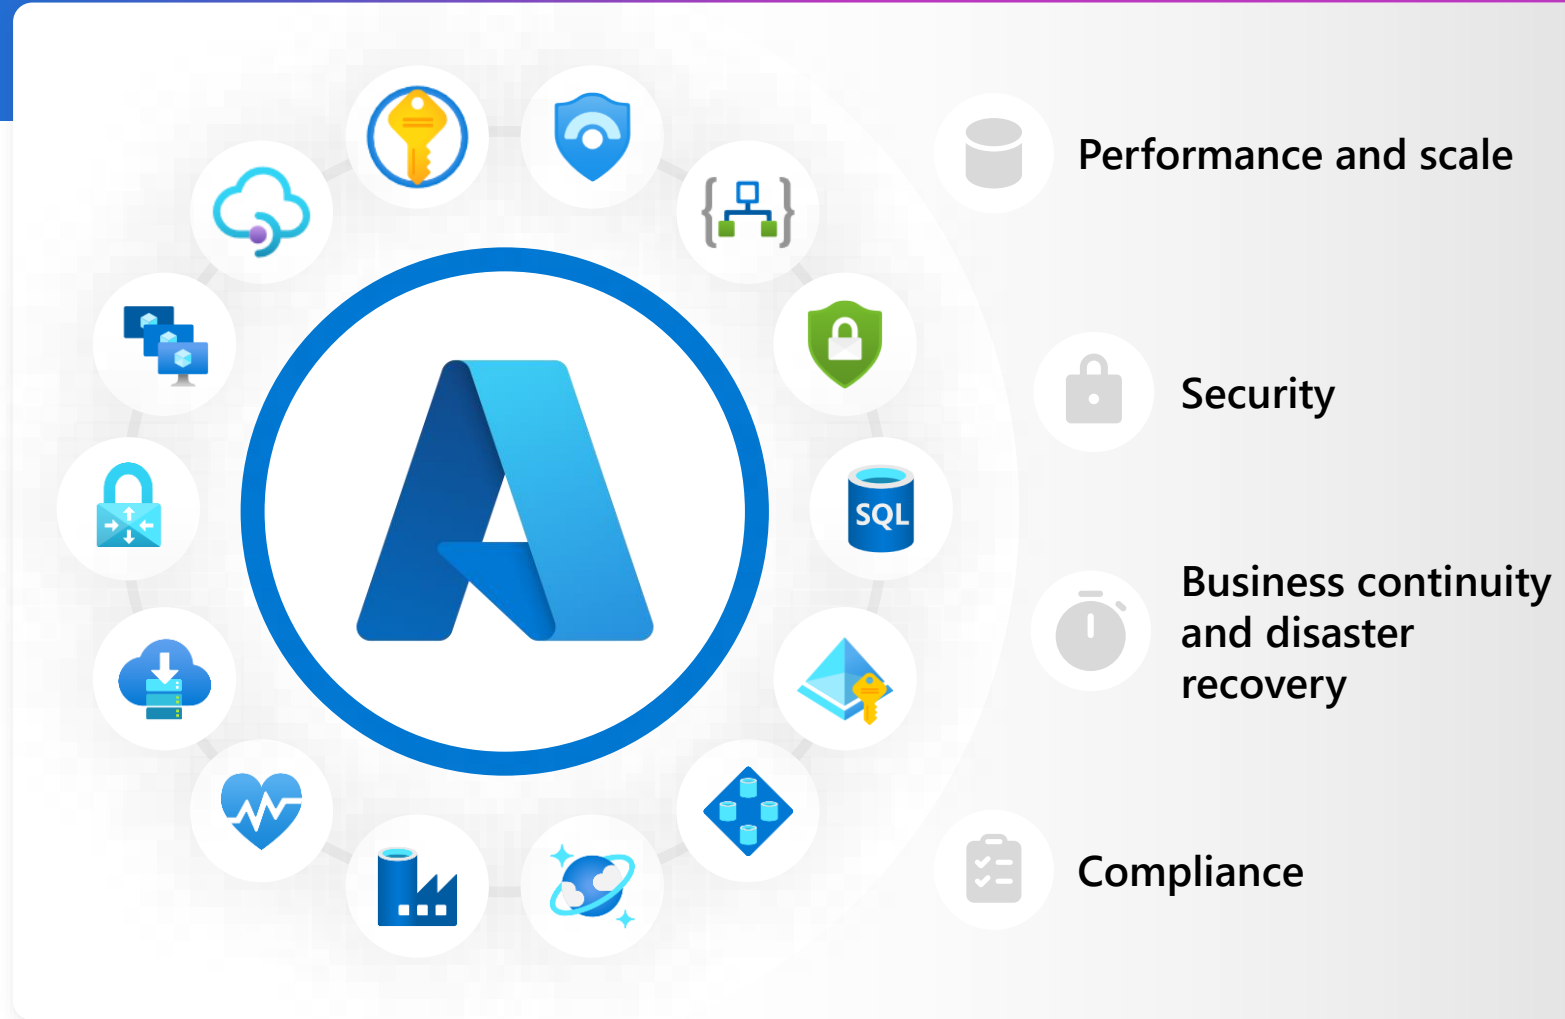 Performance and scale
Security
SQL
Business continuity
and disaster
recovery
Compliance